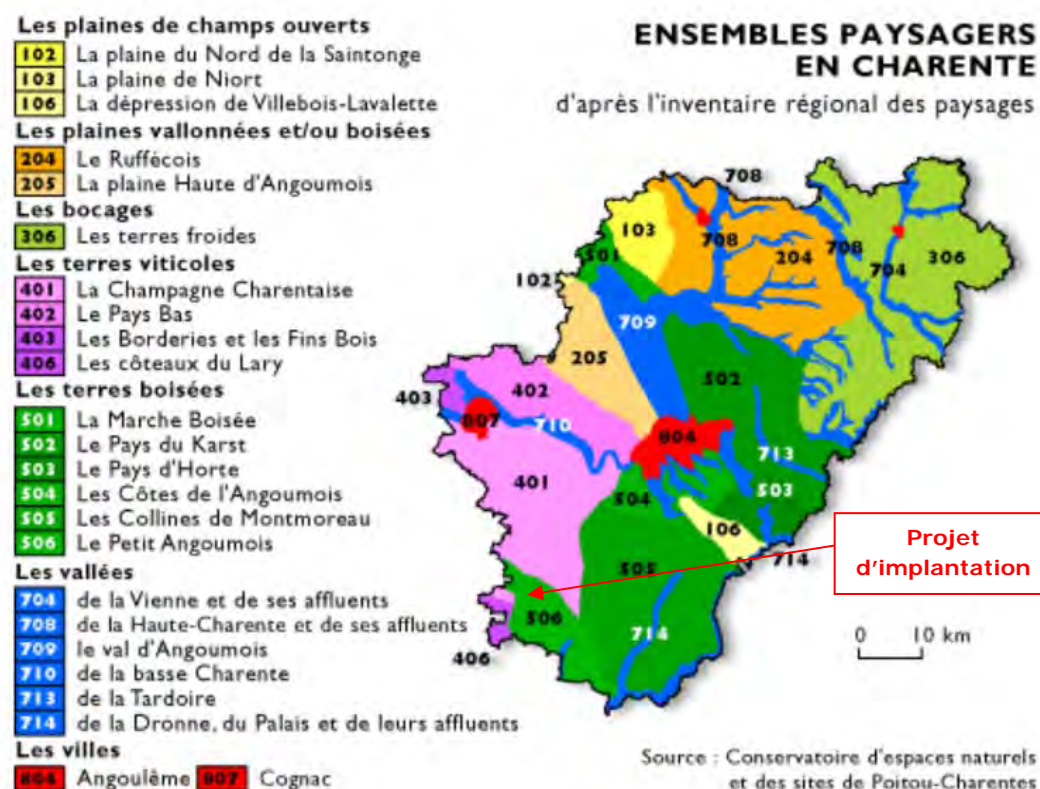 Les plaines de champs ouverts
102 La plaine du Nord de la Saintonge
103 La plaine de Niort
106 La dépression de Villebois-Lavalette
Les plaines vallonnées et/ou boisées
204 Le Ruffécois
205 La plaine Haute d'Angoumois
Les bocages
306 Les terres froides
Les terres viticoles
401 La Champagne Charentaise
402 Le Pays Bas
403 Les Borderies et les Fins Bois
406 Les côteaux du Lary
Les terres boisées
501 La Marche Boisée
502 Le Pays du Karst
503 Le Pays d'Horte
504 Les Côtes de l'Angoumois
505 Les Collines de Montmoreau
506 Le Petit Angoumois
Les vallées
704 de la Vienne et de ses affluents
708 de la Haute-Charente et de ses affluents
709 le val d'Angoumois
710 de la basse Charente
713 de la Tardoire
714 de la Dronne, du Palais et de leurs affluents
Les villes
804 Angoulême 807 Cognac
ENSEMBLES PAYSAGERS
EN CHARENTE
d'après l'inventaire régional des paysages
708
103
708
204
708
704
306
501
102
709
205
502
402
403
807
710
804
713
401
504
503
106
714
505
506
714
406
Projet
d'implantation
0 10 km
Source : Conservatoire d'espaces naturels
et des sites de Poitou-Charentes